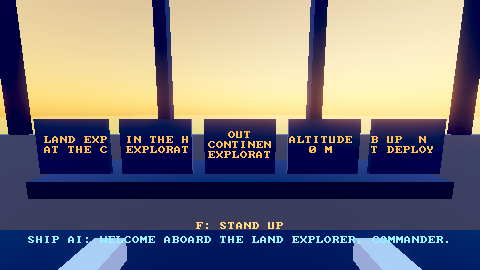 LAND EXP
AT THE C
IN THE H
EXPLORAT
OUT
CONTINEN
EXPLORAT
ALTITUDE
0 M
B UP N
T DEPLOY
F: STAND UP
SHIP AI: WELCOME ABOARD THE LAND EXPLORER, COMMANDER.